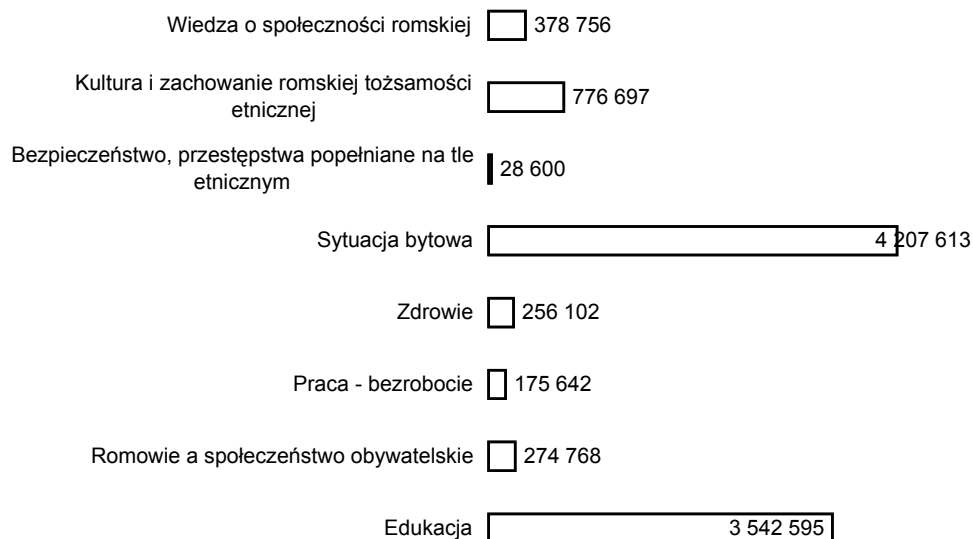 Wiedza o społeczności romskiej 378 756
Kultura i zachowanie romskiej tożsamości
etnicznej 776 697
Bezpieczeństwo, przestępstwa popełniane na tle
etnicznym 28 600
Sytuacja bytowa 4 207 613
Zdrowie 256 102
Praca - bezrobocie 175 642
Romowie a społeczeństwo obywatelskie 274 768
Edukacja 3 542 595